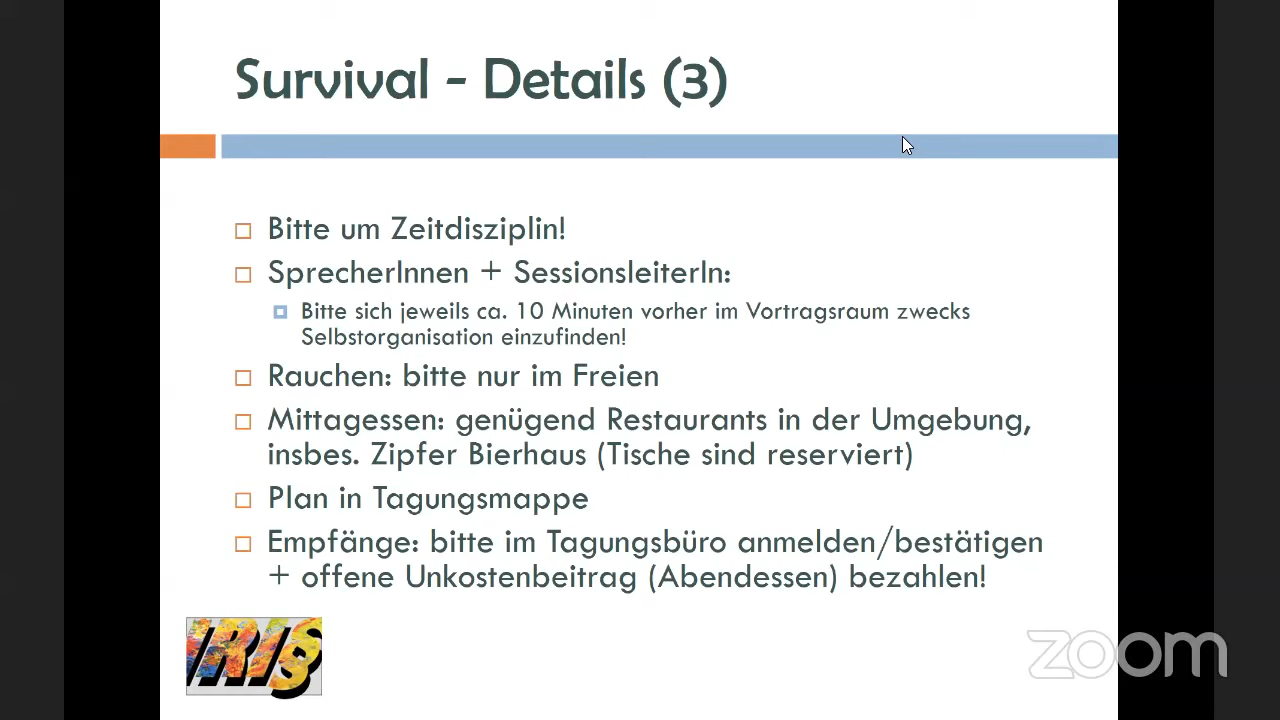 Survival - Details (3)
Bitte um Zeitdisziplin!
SprecherInnen + SessionsleiterIn:
Bitte sich jeweils ca. 10 Minuten vorher im Vortragsraum zwecks
Selbstorganisation einzufinden!
Rauchen: bitte nur im Freien
Mittagessen: genügend Restaurants in der Umgebung,
insbes. Zipfer Bierhaus (Tische sind reserviert)
Plan in Tagungsmappe
Empfänge: bitte im Tagungsbüro anmelden/bestätigen
+ offene Unkostenbeitrag (Abendessen) bezahlen!
IRIS
zoom